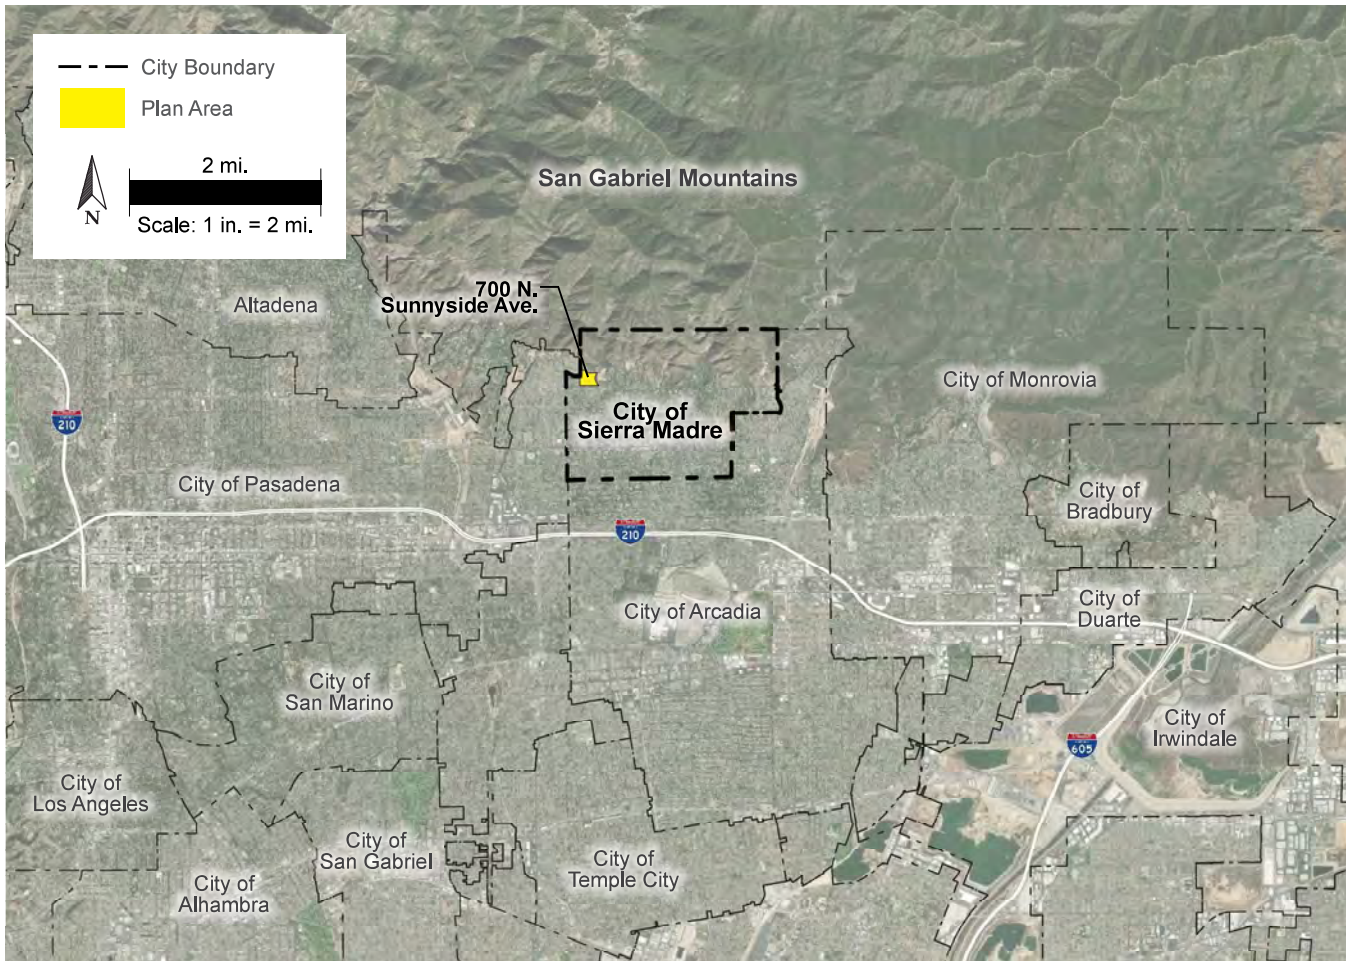 City Boundary
Plan Area
2 mi.
N
Scale: 1 in. = 2 mi.
San Gabriel Mountains
700 N.
Sunnyside Ave.
Altadena
City of Monrovia
City of
Sierra Madre
210
City of Pasadena
City of
Bradbury
210
City of Arcadia
City of
Duarte
City of
San Marino
City of
Irwindale
605
City of
Los Angeles
City of
San Gabriel
City of
Temple City
City of
Alhambra